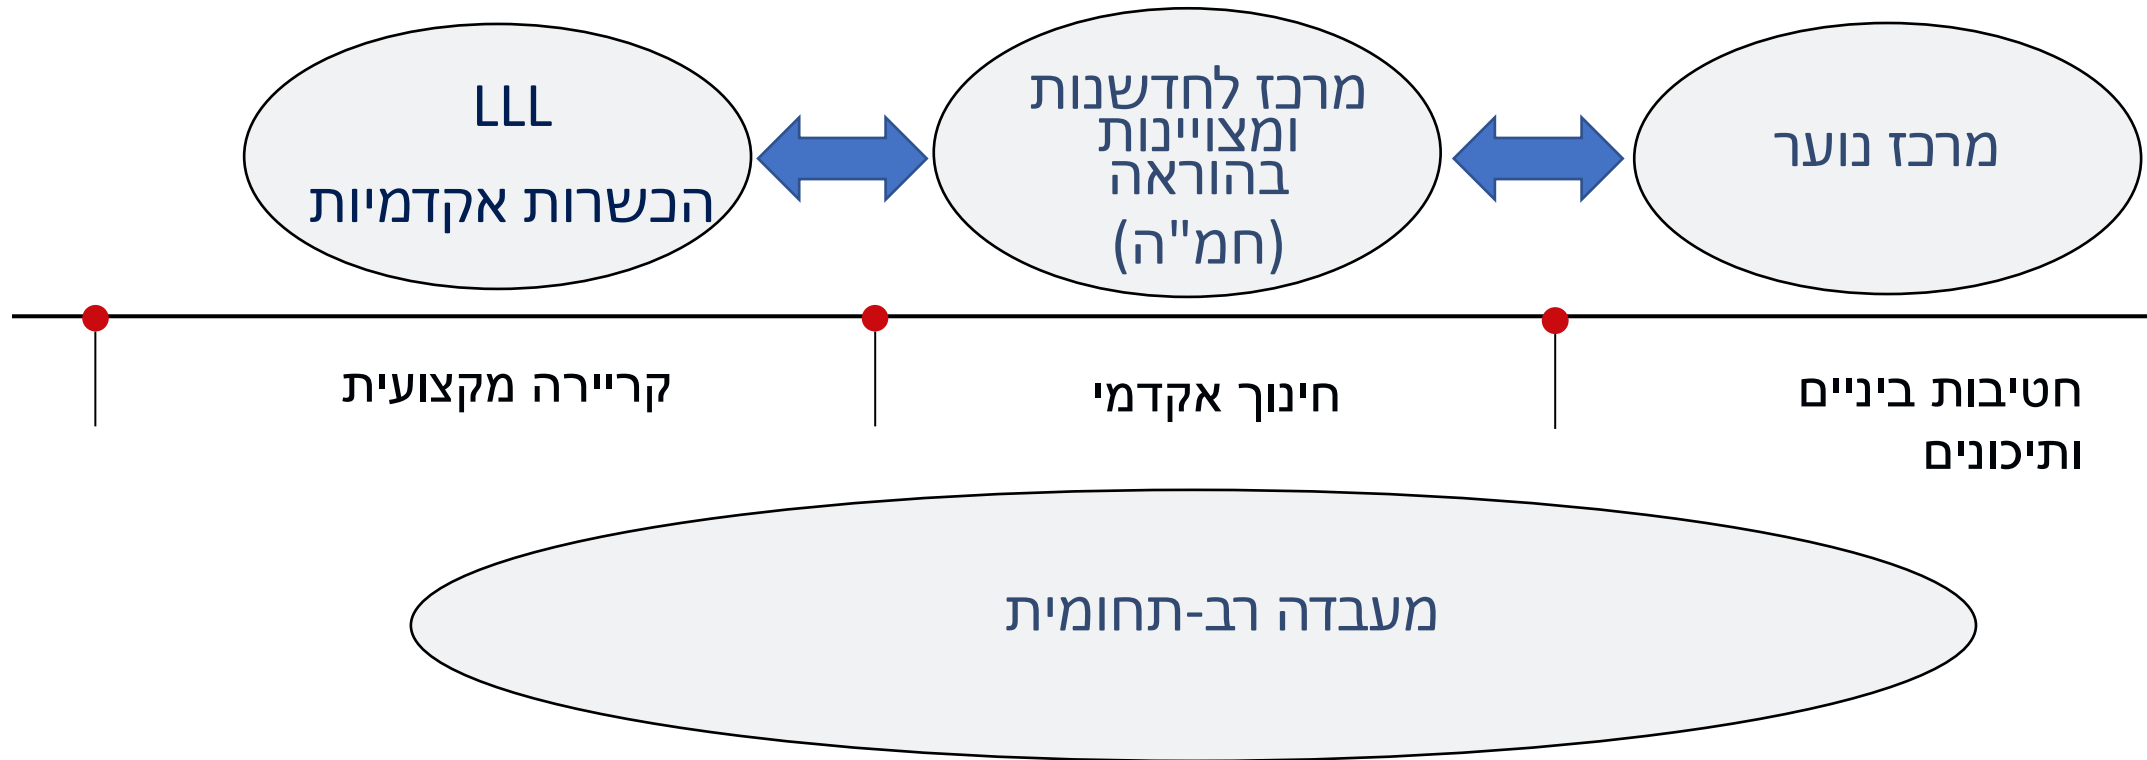 מרכז נוער
מרכז לחדשנות
ומצויינות
בהוראה
(חמ"ה)
LLL
הכשרות אקדמיות
חטיבות ביניים
ותיכונים
חינוך אקדמי
קריירה מקצועית
מעבדה רב-תחומית